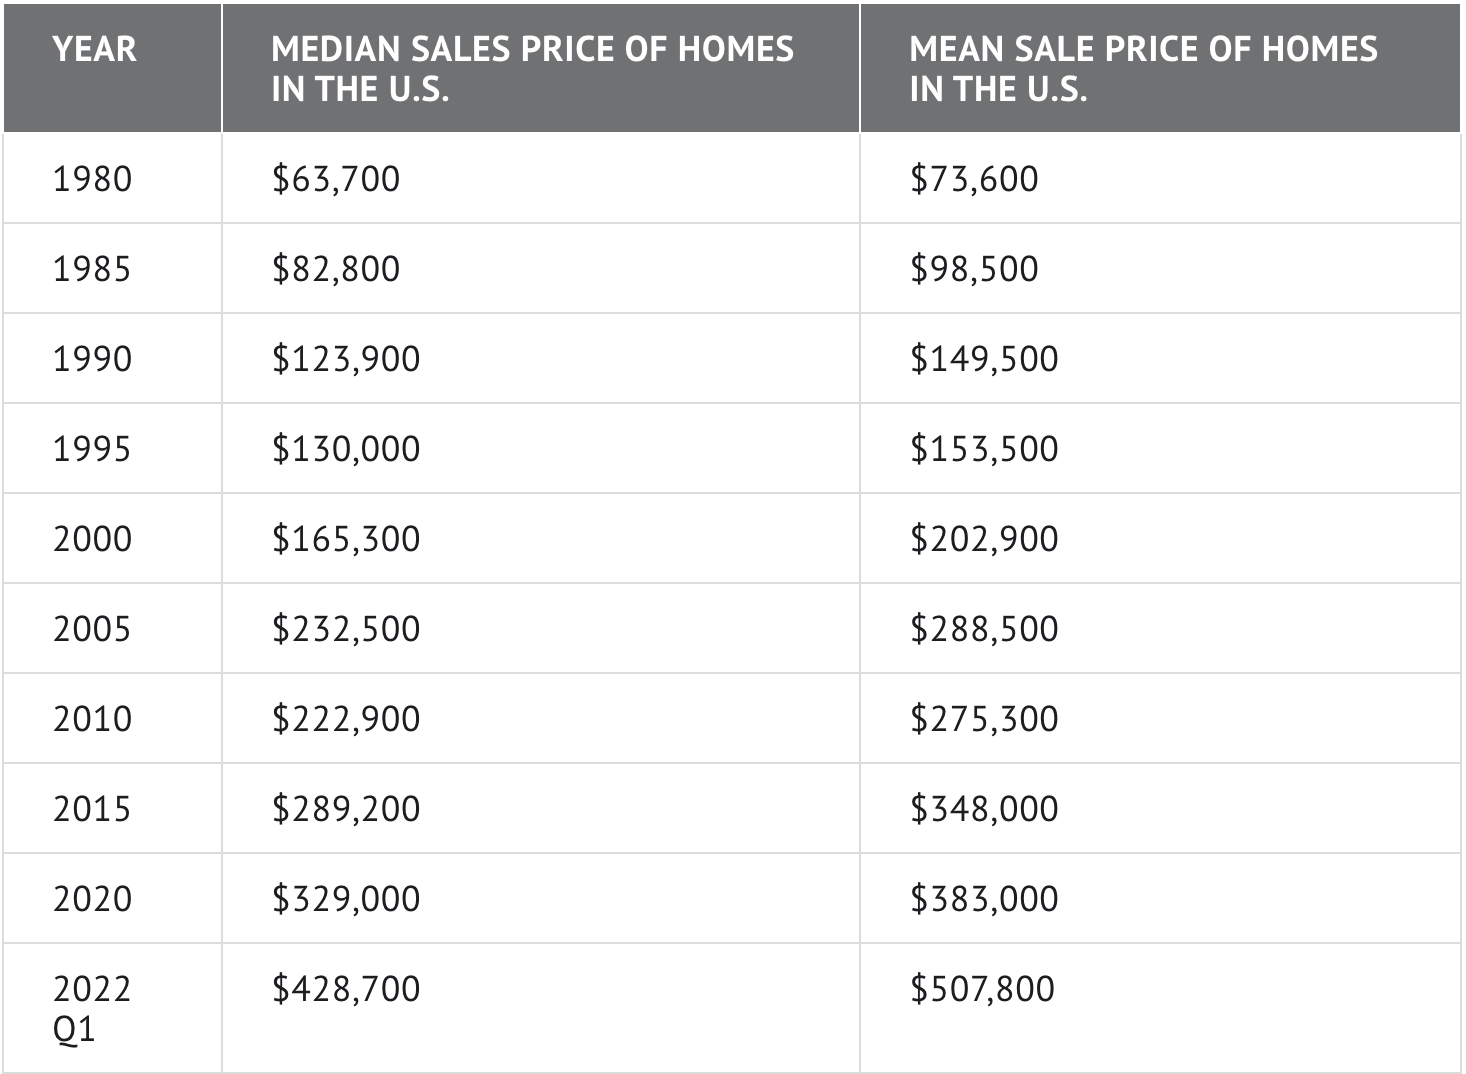 YEAR
MEDIAN SALES PRICE OF HOMES
IN THE U.S.
MEAN SALE PRICE OF HOMES
IN THE U.S.
1980 $63,700 $73,600
1985 $82,800 $98,500
1990 $123,900 $149,500
1995 $130,000 $153,500
2000 $165,300 $202,900
2005 $232,500 $288,500
2010 $222,900 $275,300
2015 $289,200 $348,000
2020 $329,000 $383,000
2022 $428,700 $507,800
Q1